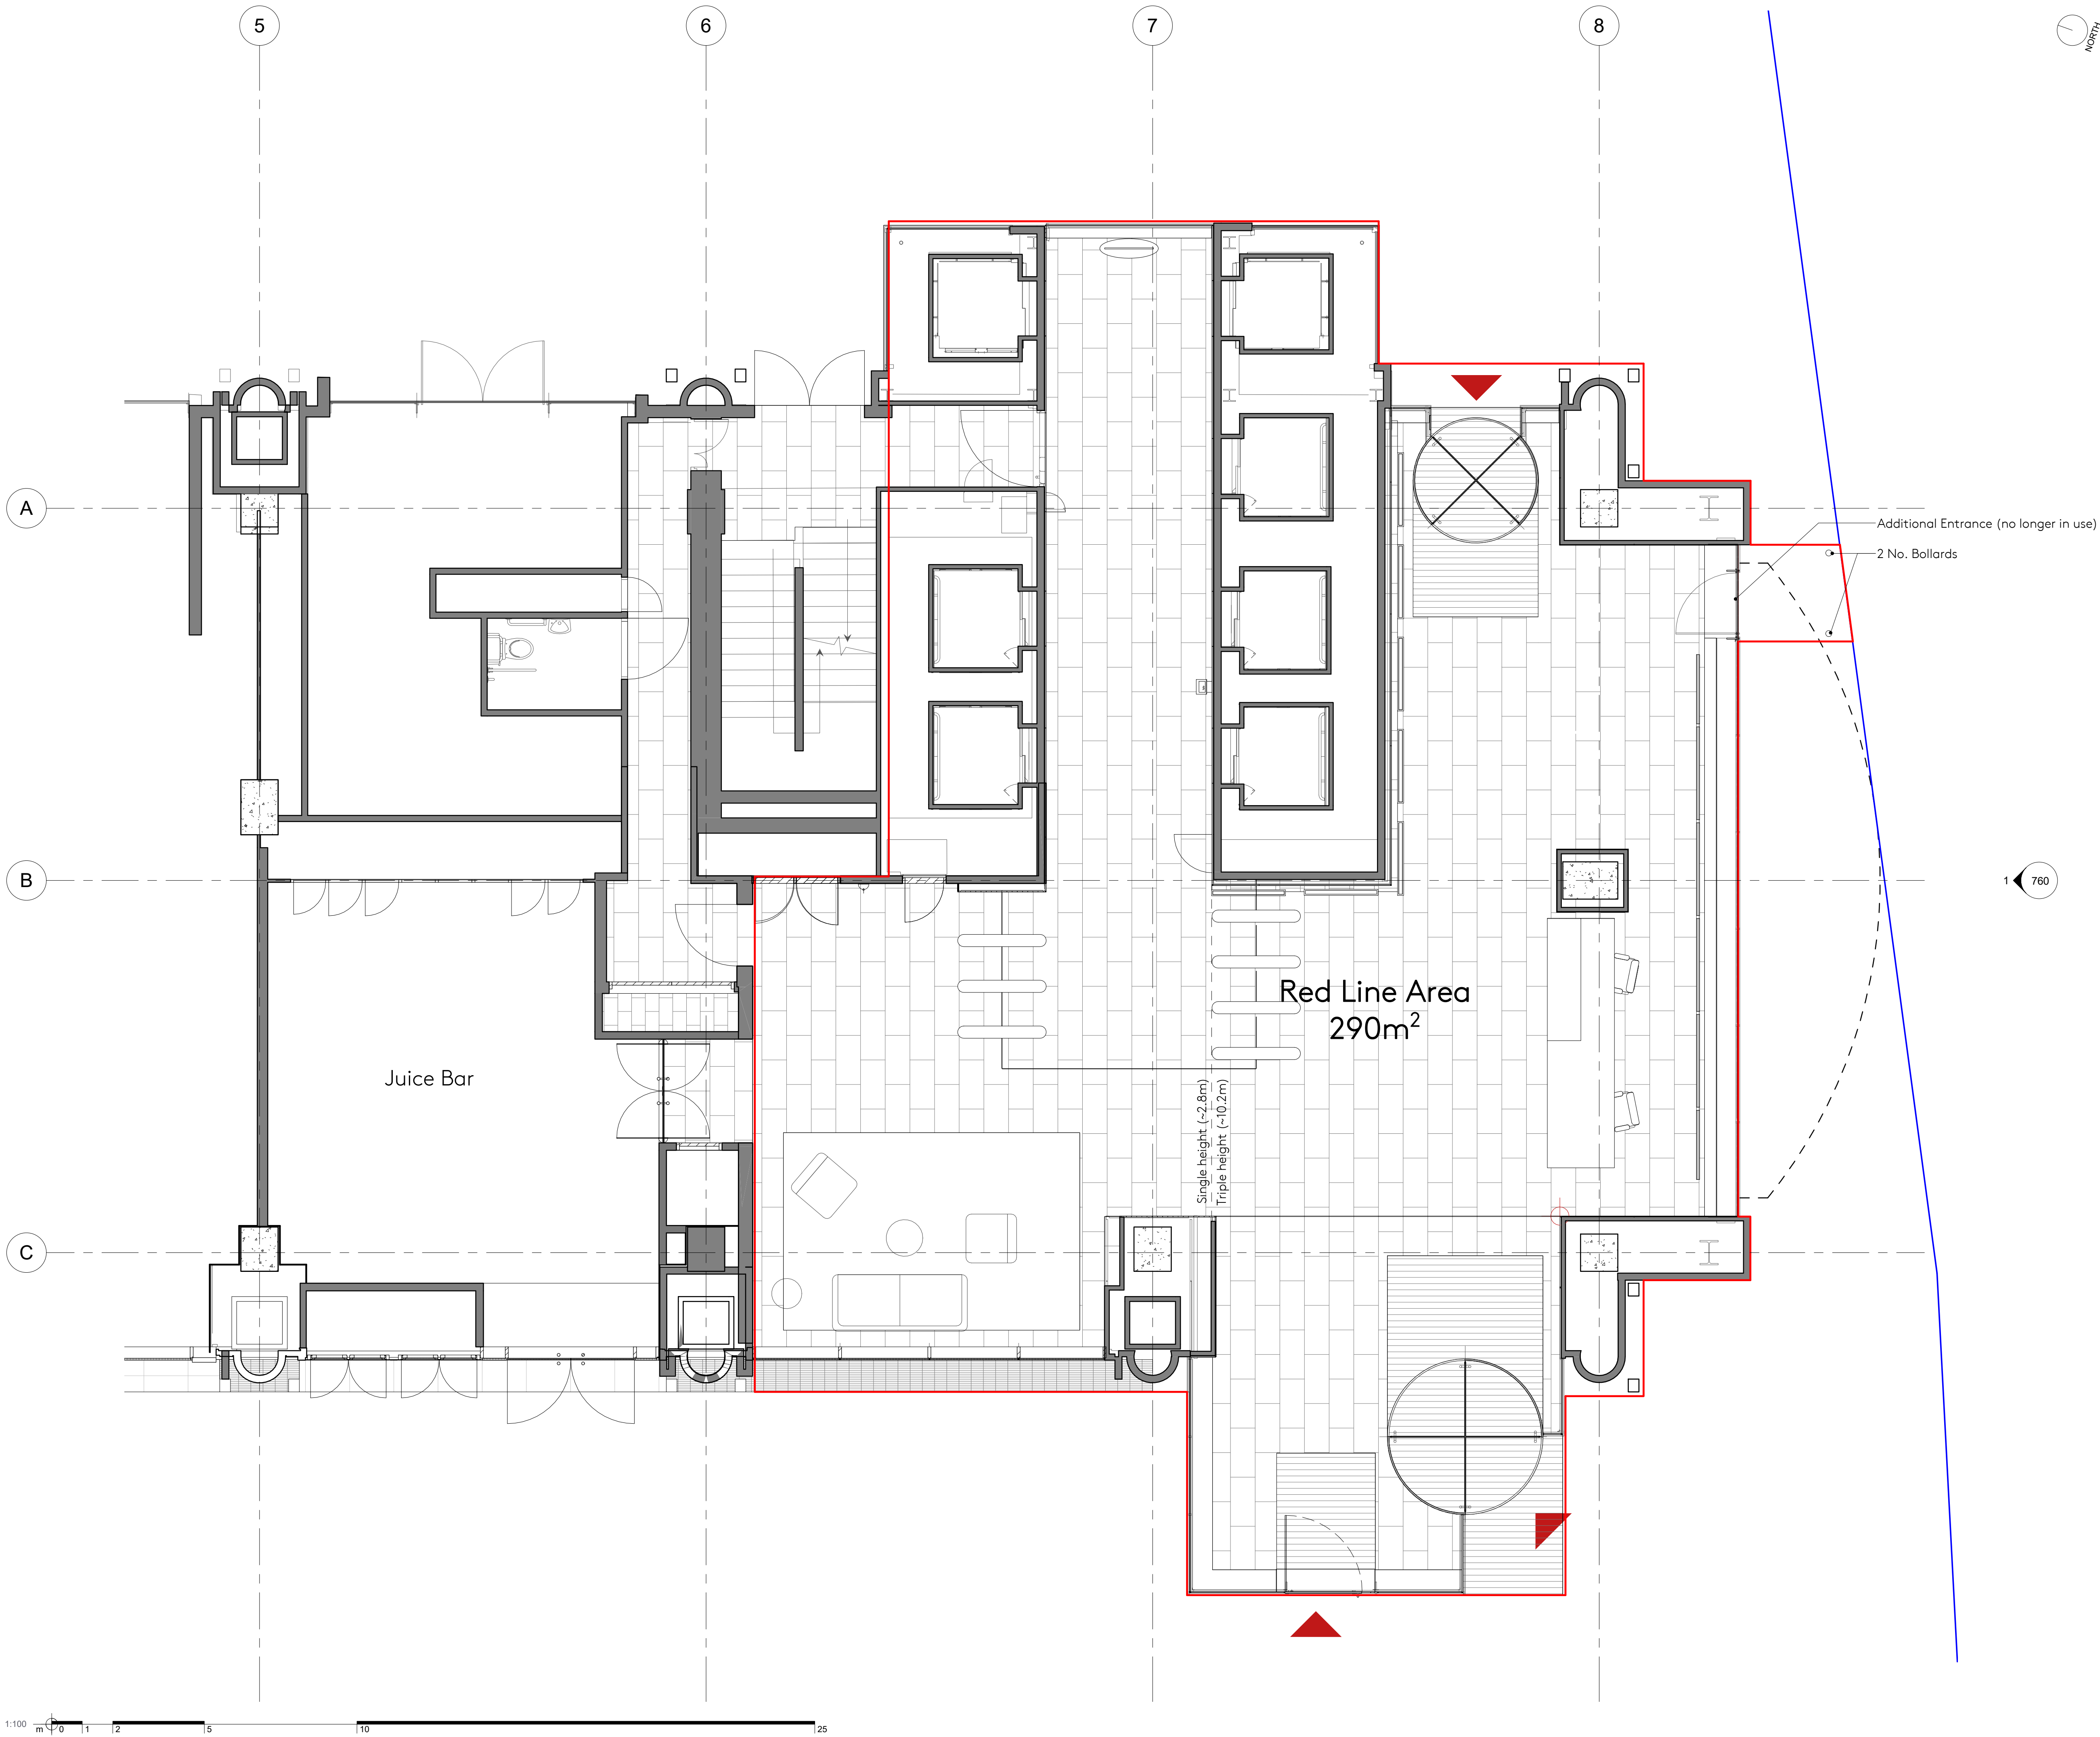 5
6
7
8
NORTH
A
Additional Entrance (no longer in use)
2 No. Bollards
B
1
760
Red Line Area
290m²
Juice Bar
Single height (~2.8m)
Triple height (~10.2m)
C
1:100
m 0 1 2 5 10 25